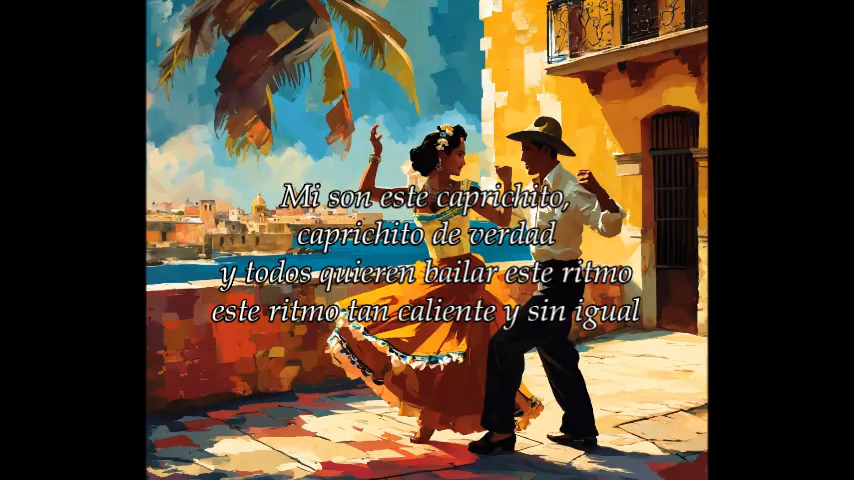 Mi son este caprichito,
caprichito de verdad
y todos quieren bailar este ritmo
este ritmo tan caliente y sin igual